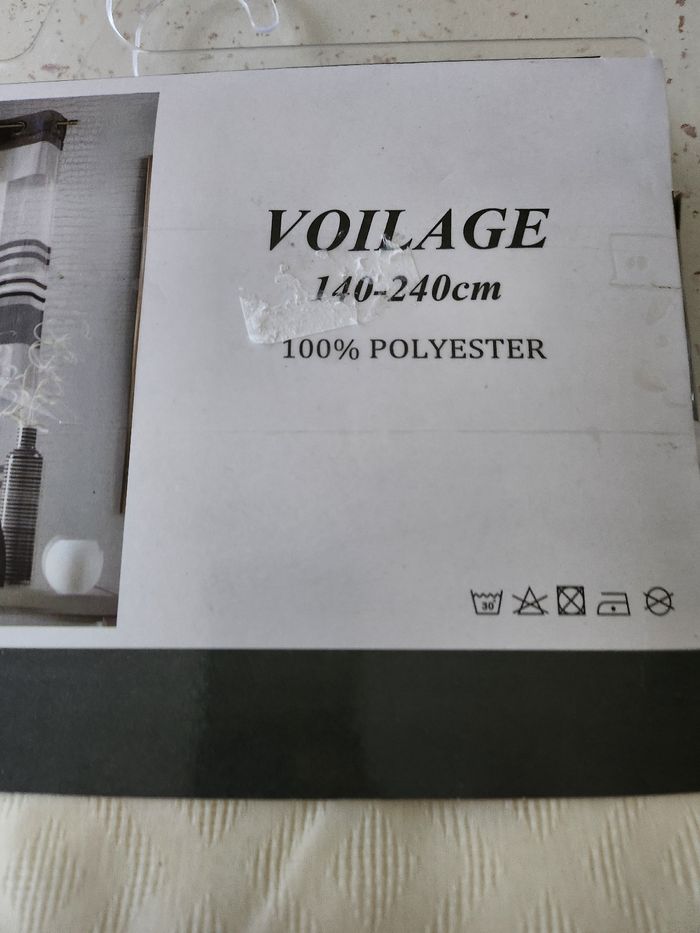 VOILAGE
140-240cm
100% POLYESTER
30°